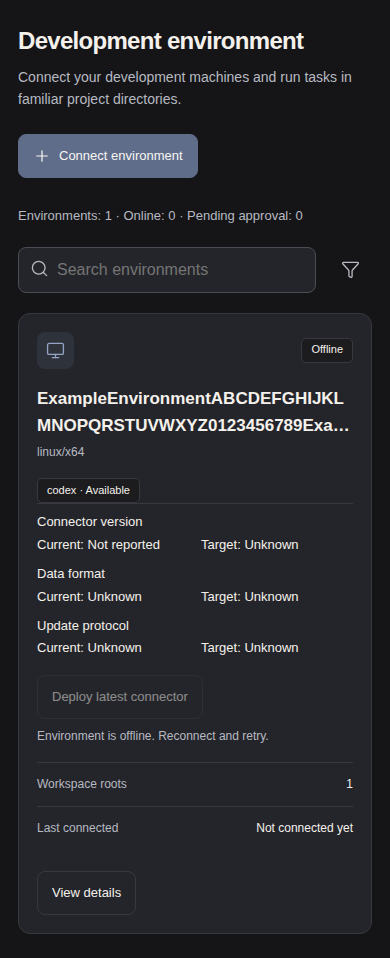 Development environment
Connect your development machines and run tasks in
familiar project directories.
Connect environment
Environments: 1 · Online: 0 · Pending approval: 0
Search environments
Offline
ExampleEnvironmentABCDEFGHIJKL
MNOPQRSTUVWXYZ0123456789Exa…
linux/x64
codex · Available
Connector version
Current: Not reported Target: Unknown
Data format
Current: Unknown Target: Unknown
Update protocol
Current: Unknown Target: Unknown
Deploy latest connector
Environment is offline. Reconnect and retry.
Workspace roots 1
Last connected Not connected yet
View details